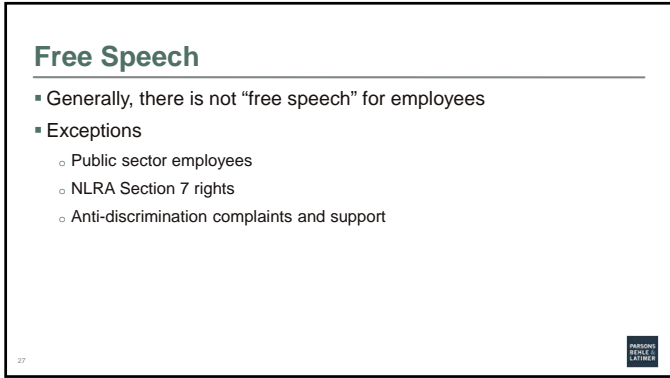 Free Speech
▪ Generally, there is not “free speech” for employees
▪ Exceptions
o Public sector employees
o NLRA Section 7 rights
o Anti-discrimination complaints and support
27
PARSONS
BEHLE &
LATIMER